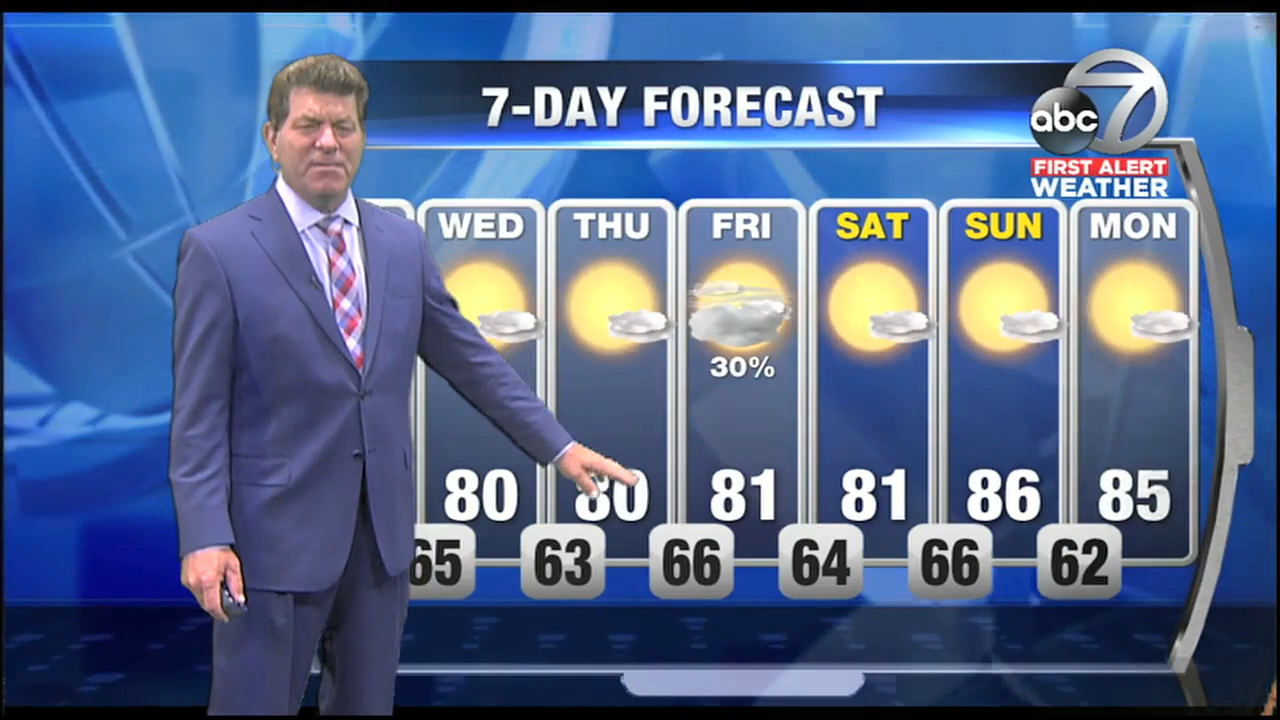 7-DAY FORECAST
abc 7
FIRST ALERT
WEATHER
WED THU FRI SAT SUN MON
30%
80 80 81 81 86 85
65 63 66 64 66 62